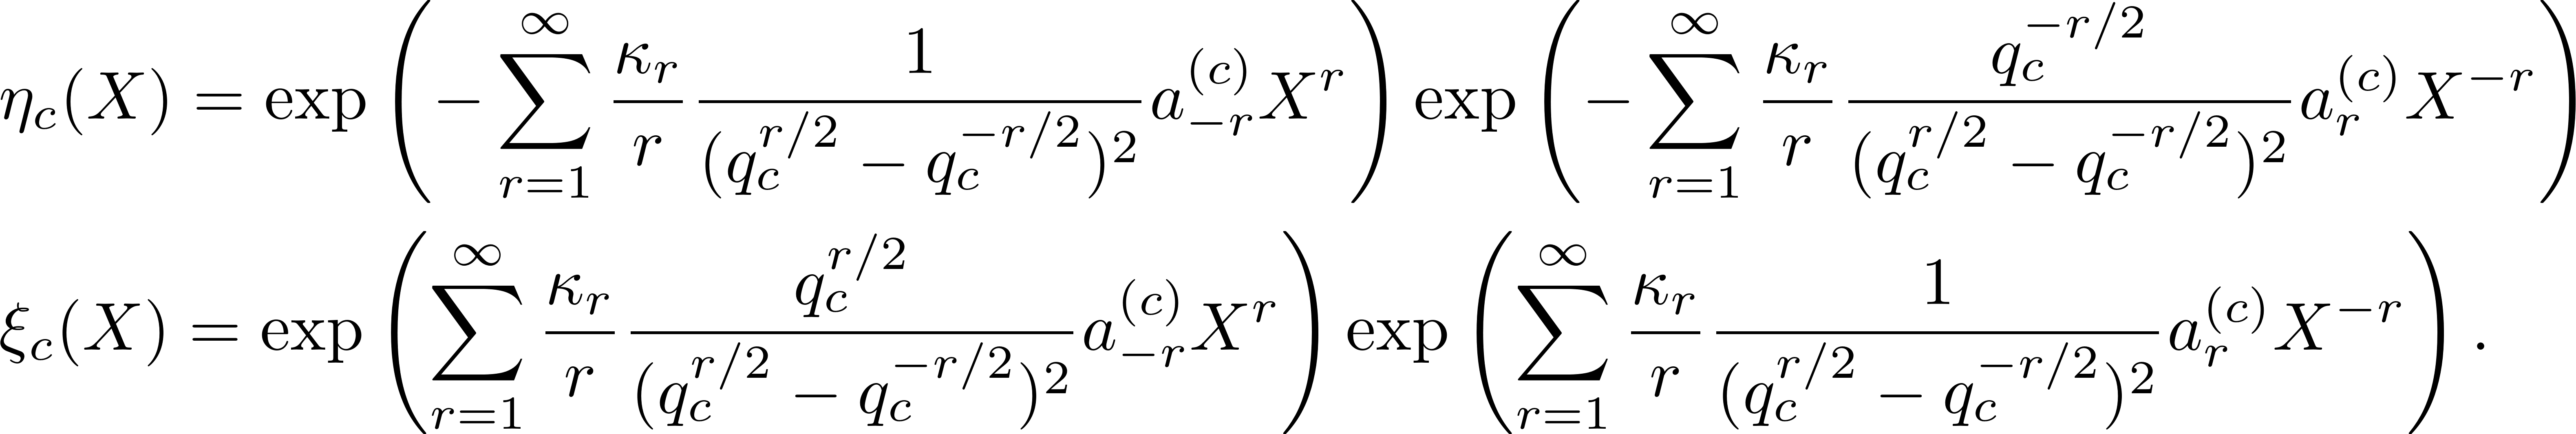 \eta_c(X) = \exp\left(-\sum_{r=1}^{\infty} \frac{\kappa_r}{r} \frac{1}{(q_c^{r/2} - q_c^{-r/2})^2} a_{-r}^{(c)} X^r\right) \exp\left(-\sum_{r=1}^{\infty} \frac{\kappa_r}{r} \frac{q_c^{-r/2}}{(q_c^{r/2} - q_c^{-r/2})^2} a_r^{(c)} X^{-r}\right)
\xi_c(X) = \exp\left(\sum_{r=1}^{\infty} \frac{\kappa_r}{r} \frac{q_c^{r/2}}{(q_c^{r/2} - q_c^{-r/2})^2} a_{-r}^{(c)} X^r\right) \exp\left(\sum_{r=1}^{\infty} \frac{\kappa_r}{r} \frac{1}{(q_c^{r/2} - q_c^{-r/2})^2} a_r^{(c)} X^{-r}\right).